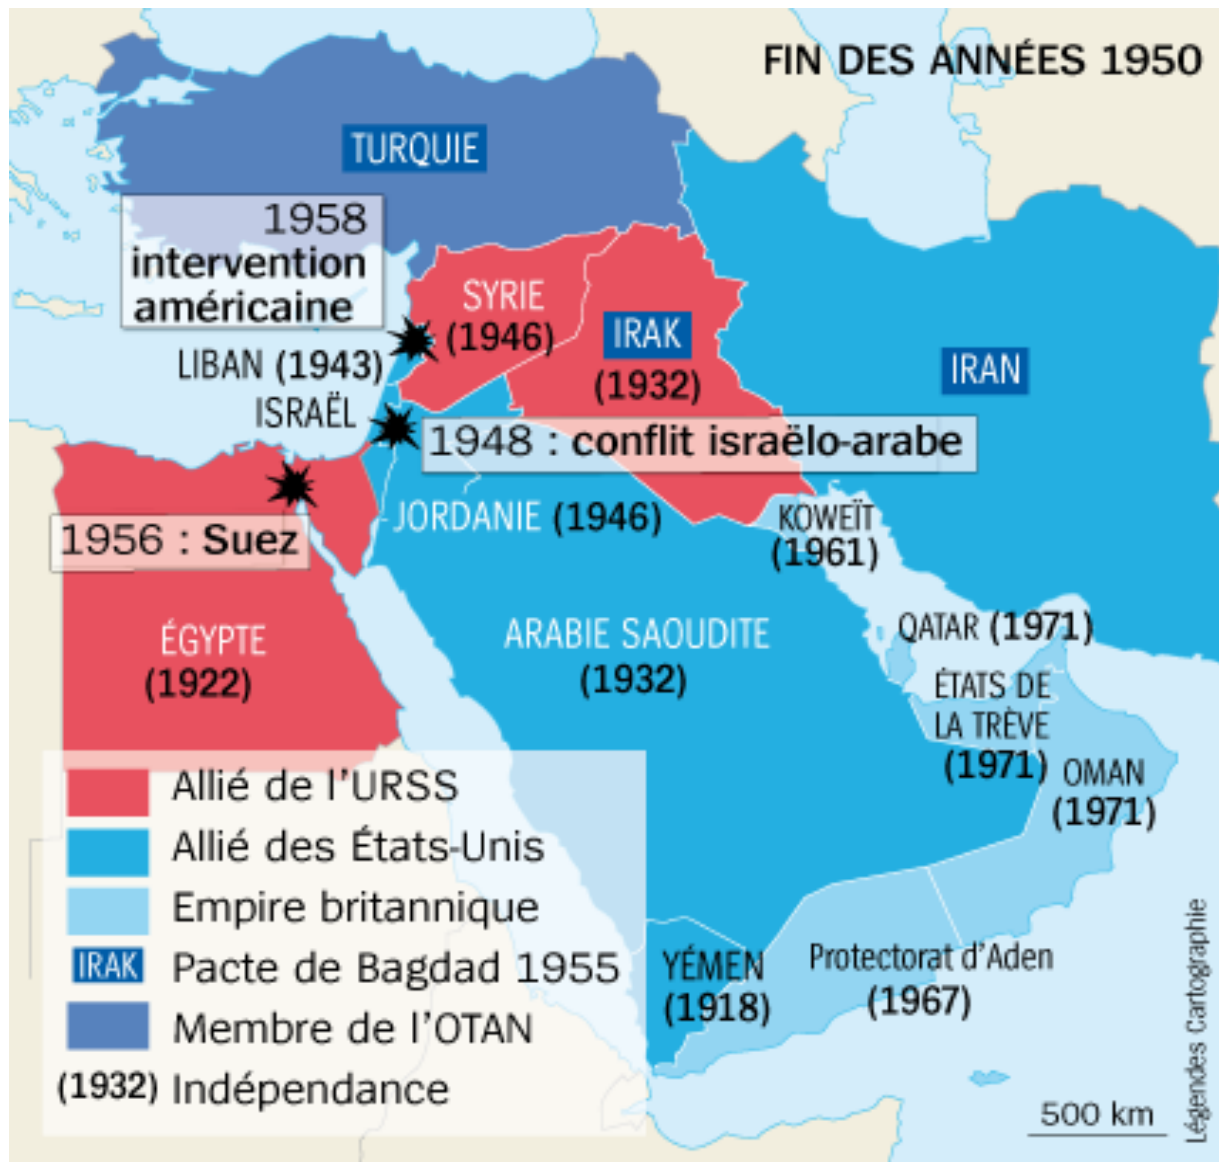 FIN DES ANNÉES 1950
TURQUIE
1958
intervention
américaine
SYRIE
(1946)
IRAK
(1932)
IRAN
LIBAN (1943)
ISRAËL
1948 : conflit israëlo-arabe
1956 : Suez
JORDANIE (1946)
KOWEÏT
(1961)
ÉGYPTE
(1922)
ARABIE SAOUDITE
(1932)
QATAR (1971)
ÉTATS DE
LA TRÈVE
(1971)
OMAN
(1971)
YÉMEN
(1918)
Protectorat d'Aden
(1967)
Allié de l'URSS
Allié des États-Unis
Empire britannique
IRAK Pacte de Bagdad 1955
Membre de l'OTAN
(1932) Indépendance
500 km
Légendes Cartographie